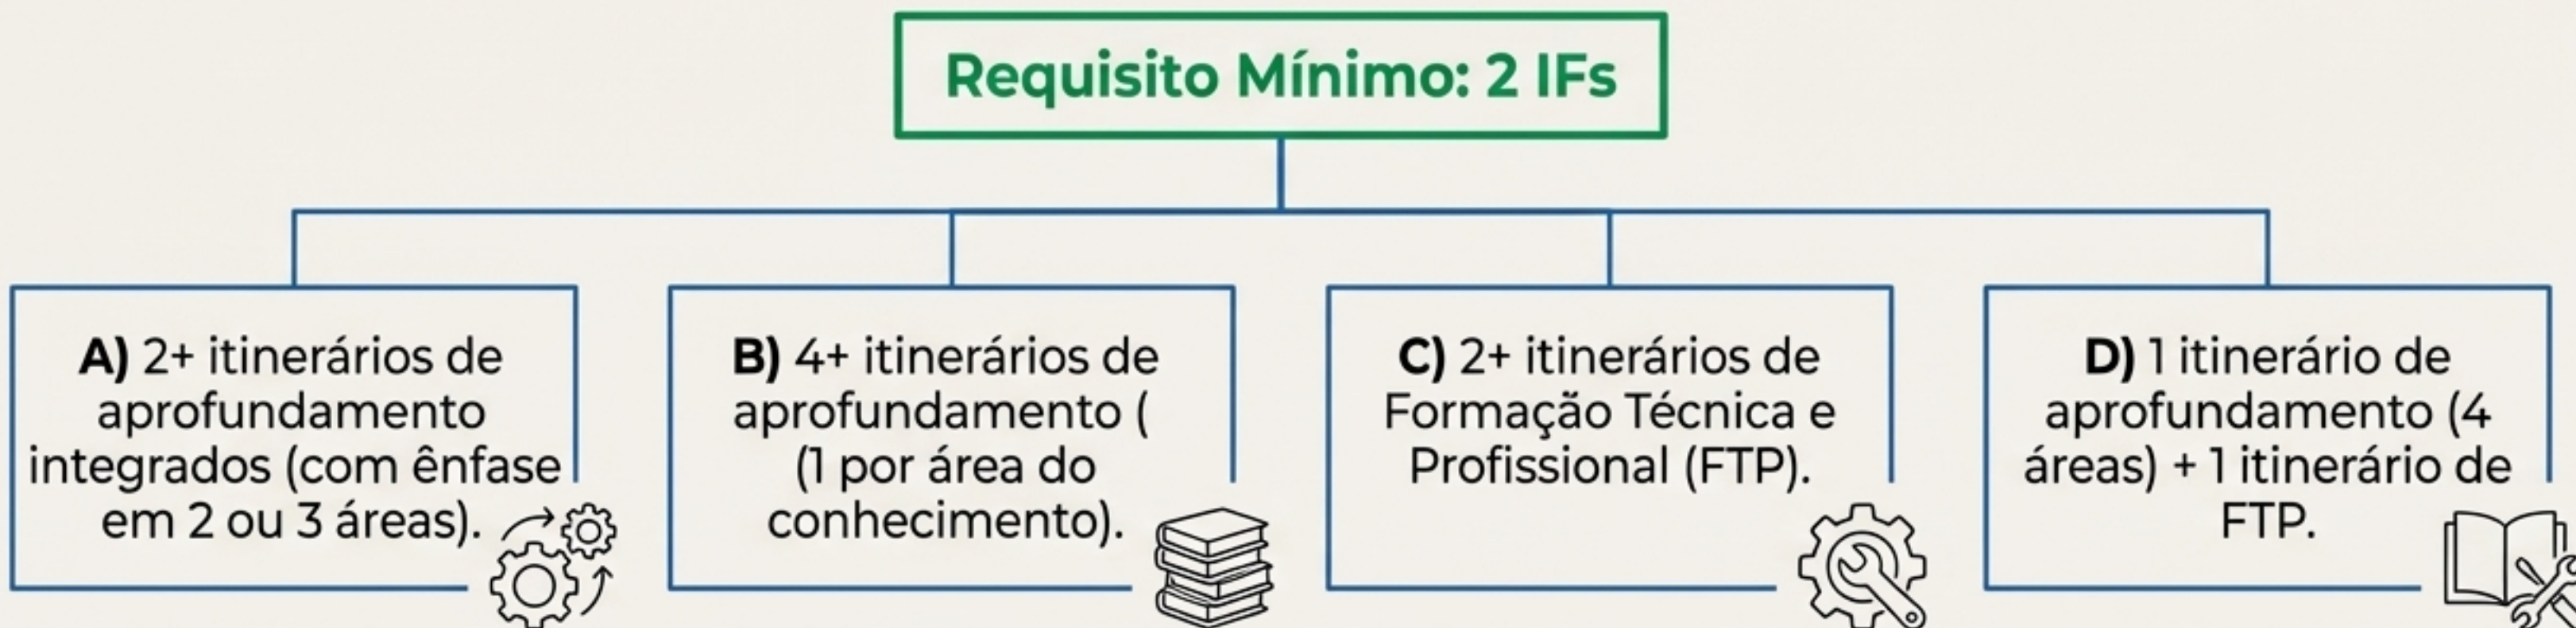 Requisito Mínimo: 2 IFs
A) 2+ itinerários de
aprofundamento
integrados (com ênfase
em 2 ou 3 áreas).
B) 4+ itinerários de
aprofundamento (
(1 por área do
conhecimento).
C) 2+ itinerários de
Formação Técnica e
Profissional (FTP).
D) 1 itinerário de
aprofundamento (4
áreas) + 1 itinerário de
FTP.